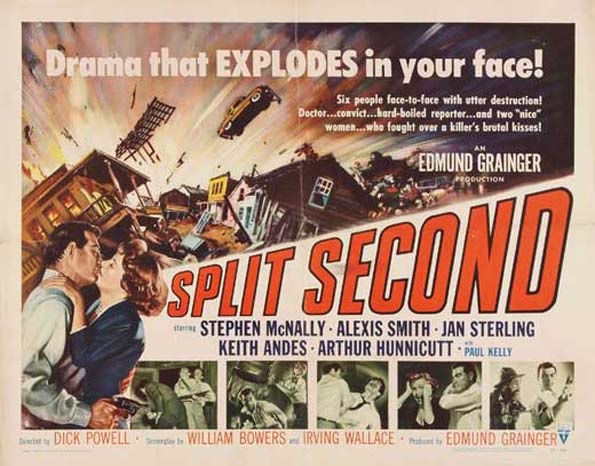 Drama that EXPLODES in your face!
Six people face-to-face with utter destruction!
Doctor...convict...hard-boiled reporter...and two "nice"
women...who fought over a killer's brutal kisses!
AN
EDMUND GRAINGER
PRODUCTION
SPLIT SECOND
starring STEPHEN McNALLY · ALEXIS SMITH · JAN STERLING
KEITH ANDES · ARTHUR HUNNICUTT · with PAUL KELLY
Directed by DICK POWELL · Screenplay by WILLIAM BOWERS and IRVING WALLACE · Produced by EDMUND GRAINGER